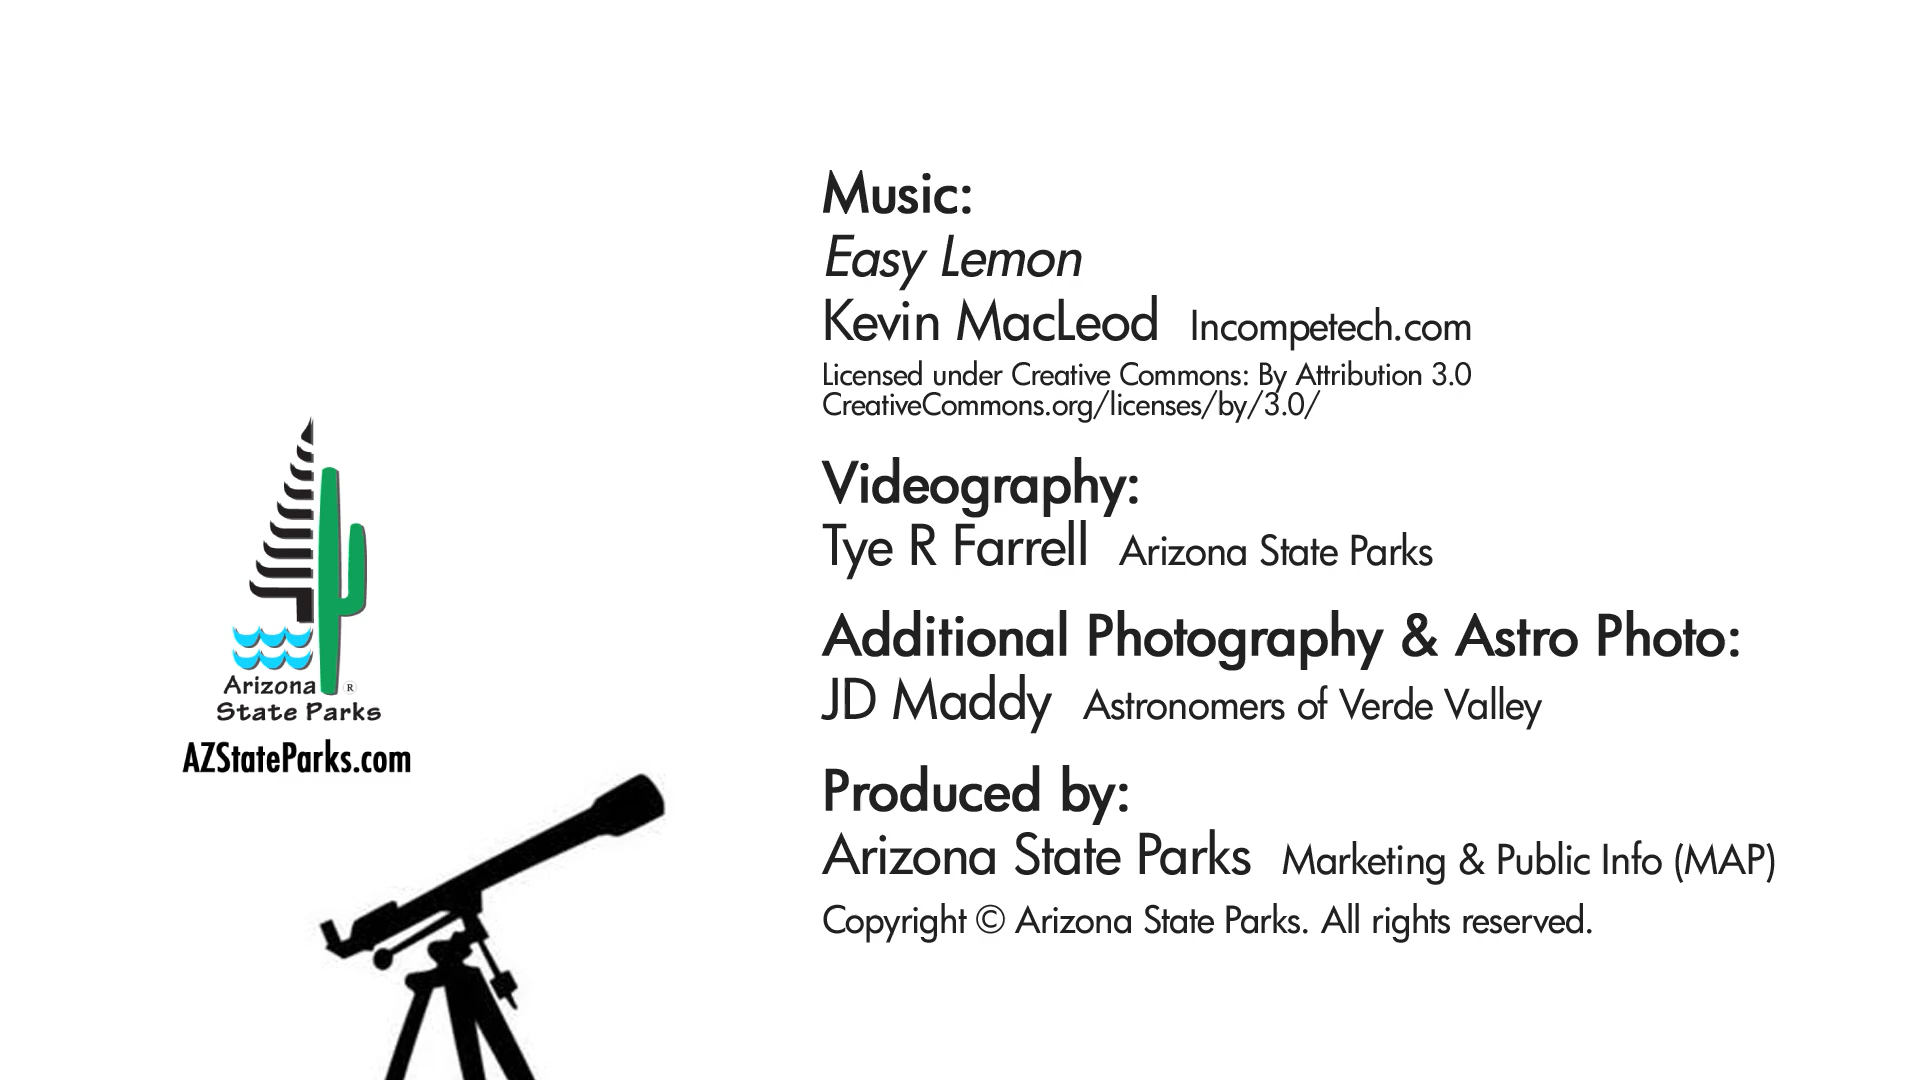 Music:
Easy Lemon
Kevin MacLeod Incompetech.com
Licensed under Creative Commons: By Attribution 3.0
CreativeCommons.org/licenses/by/3.0/
Videography:
Tye R Farrell Arizona State Parks
Additional Photography & Astro Photo:
JD Maddy Astronomers of Verde Valley
Produced by:
Arizona State Parks Marketing & Public Info (MAP)
Copyright © Arizona State Parks. All rights reserved.
Arizona ®
State Parks
AZStateParks.com